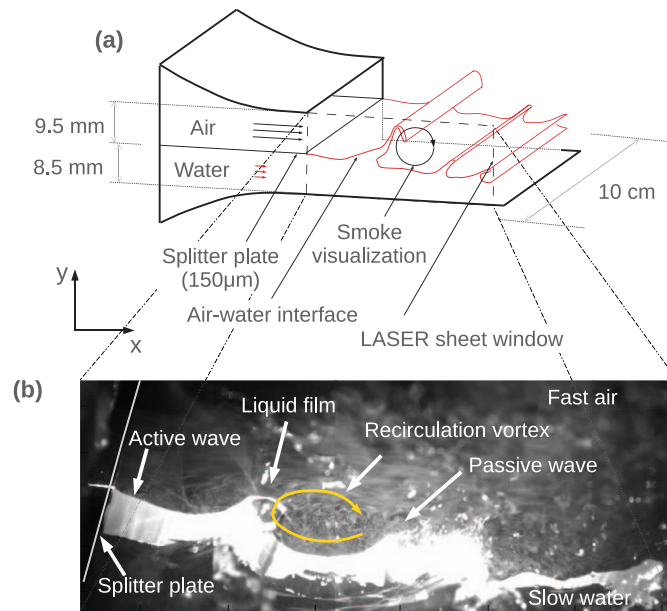 (a)
9.5 mm
Air
8.5 mm
Water
10 cm
Splitter plate
(150μm)
Smoke
visualization
Air-water interface
LASER sheet window
y
x
(b)
Fast air
Liquid film
Active wave
Recirculation vortex
Passive wave
Splitter plate
Slow water